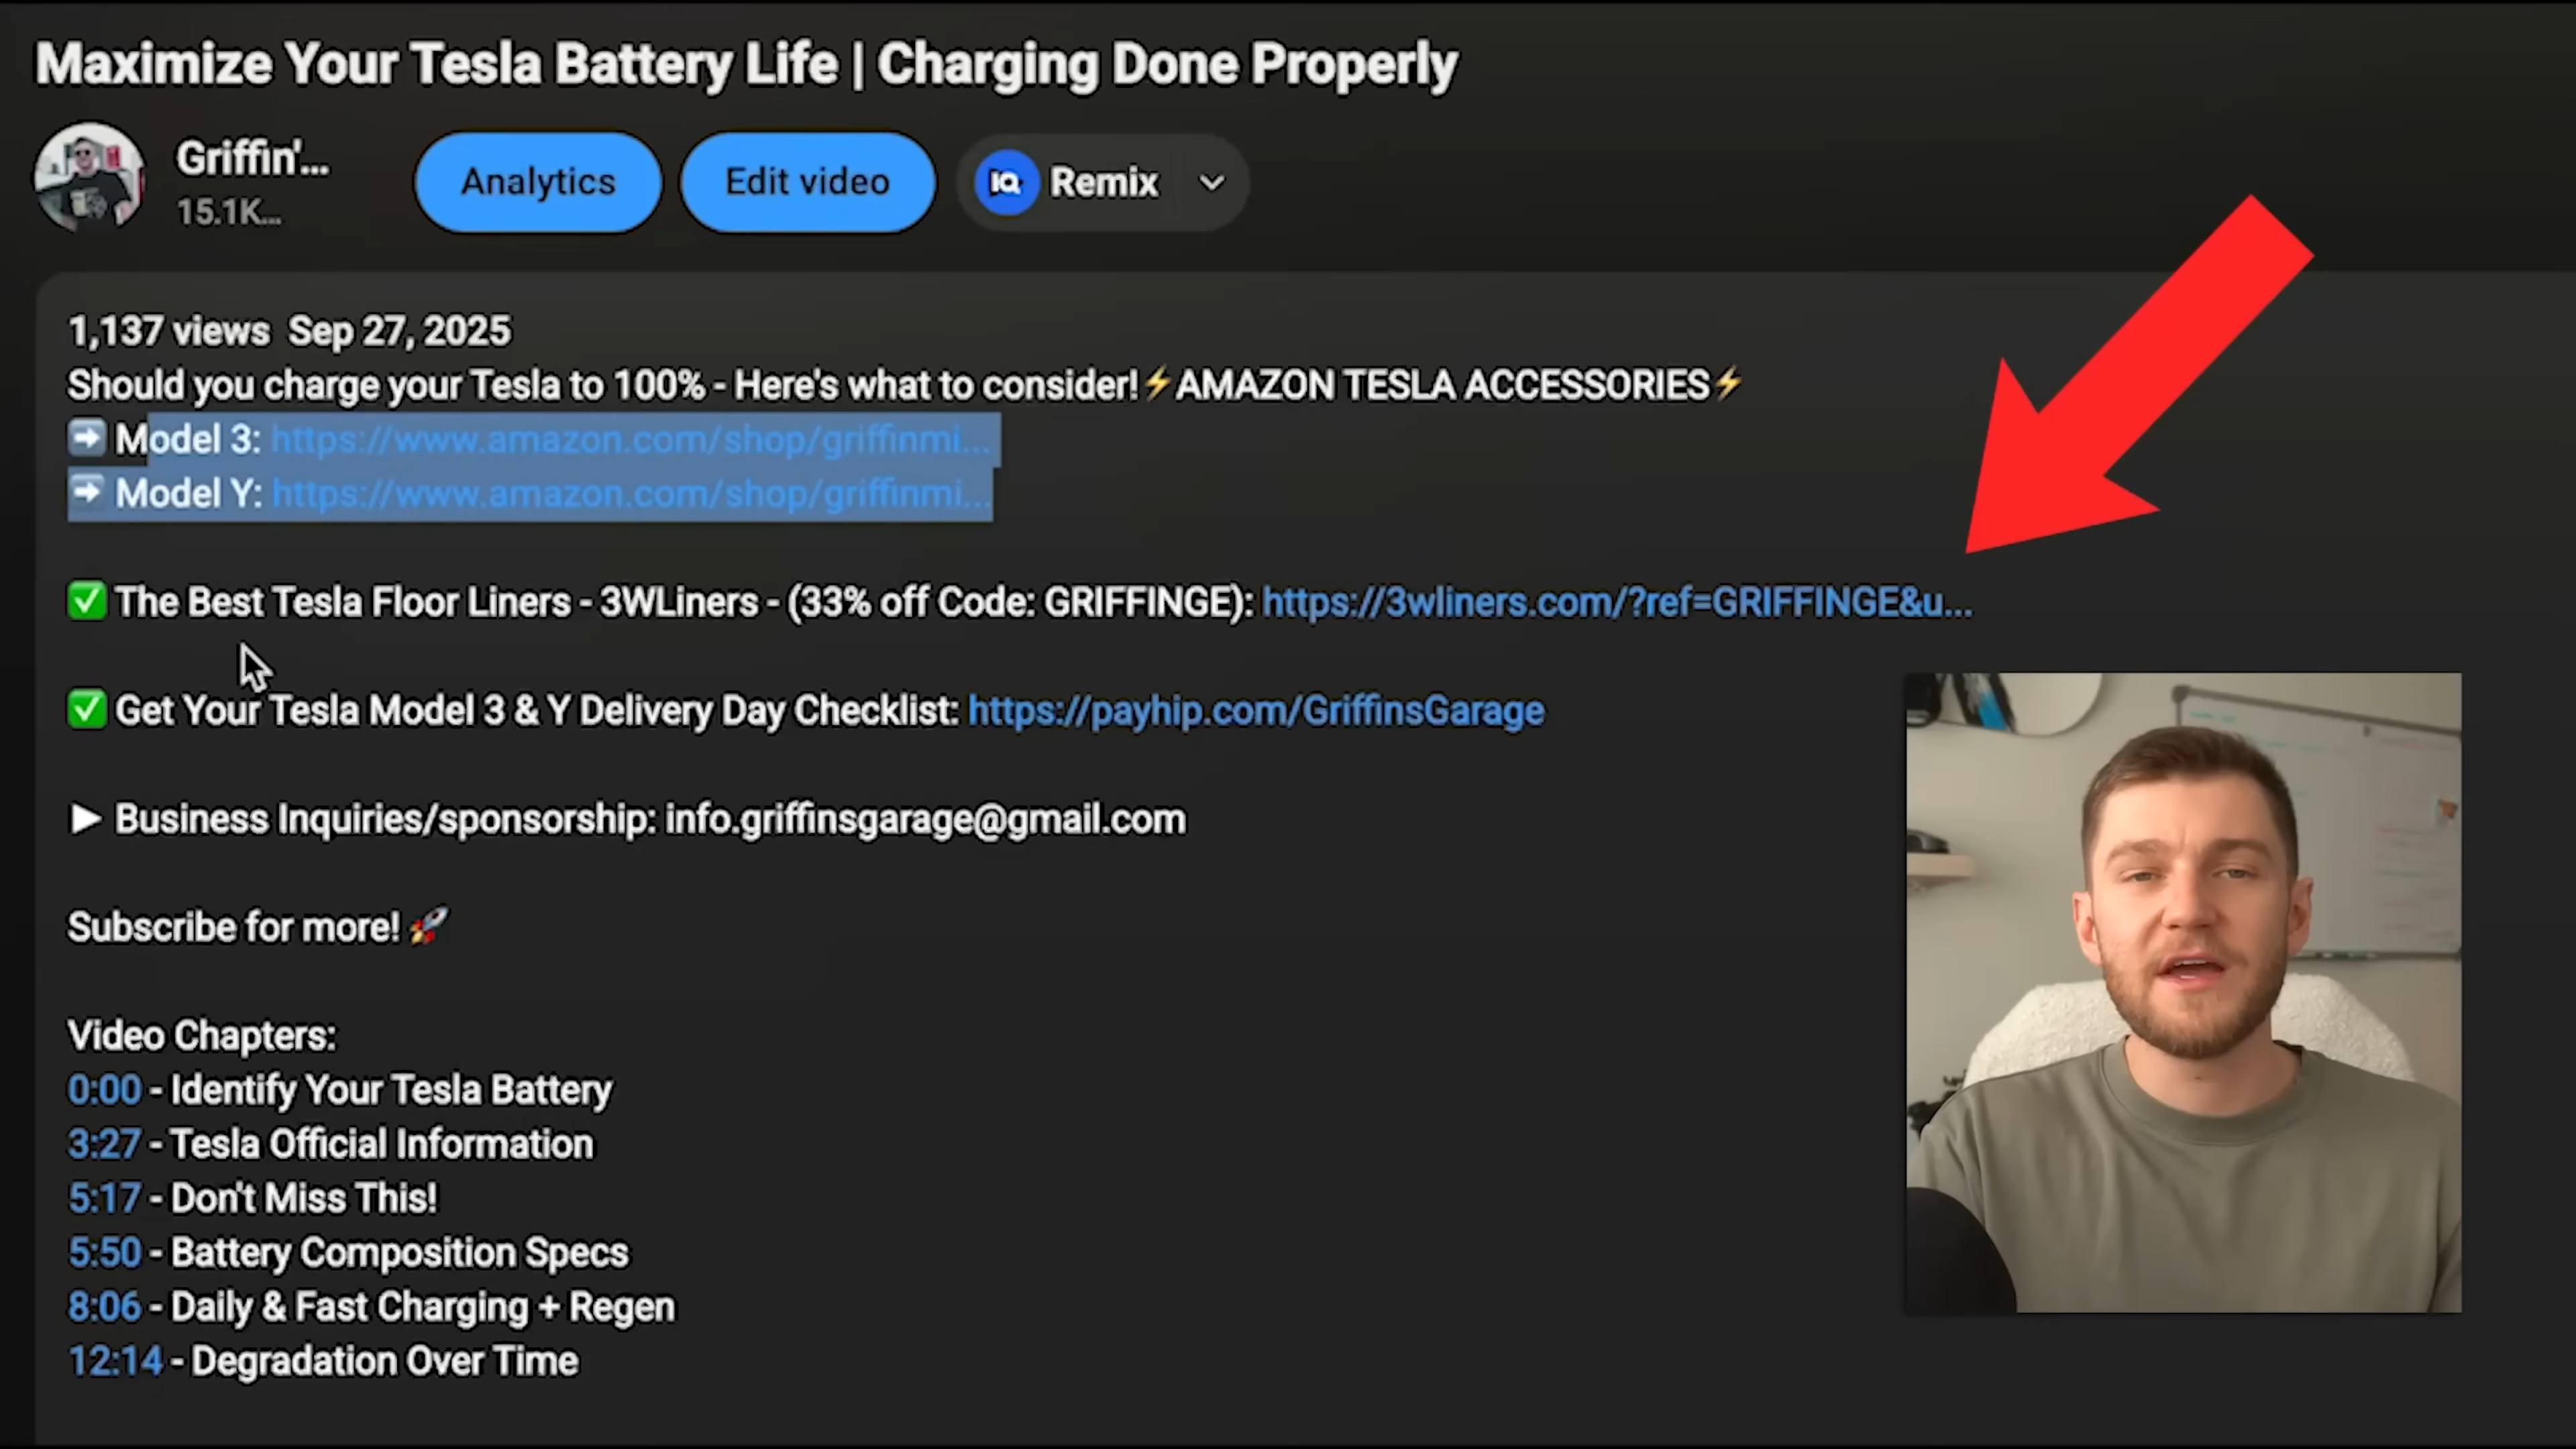 Maximize Your Tesla Battery Life | Charging Done Properly
Griffin'...
15.1K...
Analytics
Edit video
IQ Remix
1,137 views Sep 27, 2025
Should you charge your Tesla to 100% - Here's what to consider!⚡AMAZON TESLA ACCESSORIES⚡
➡️ Model 3: https://www.amazon.com/shop/griffinmi...
➡️ Model Y: https://www.amazon.com/shop/griffinmi...
✅ The Best Tesla Floor Liners - 3WLiners - (33% off Code: GRIFFINGE): https://3wliners.com/?ref=GRIFFINGE&u...
✅ Get Your Tesla Model 3 & Y Delivery Day Checklist: https://payhip.com/GriffinsGarage
► Business Inquiries/sponsorship: info.griffinsgarage@gmail.com
Subscribe for more! 🚀
Video Chapters:
0:00 - Identify Your Tesla Battery
3:27 - Tesla Official Information
5:17 - Don't Miss This!
5:50 - Battery Composition Specs
8:06 - Daily & Fast Charging + Regen
12:14 - Degradation Over Time